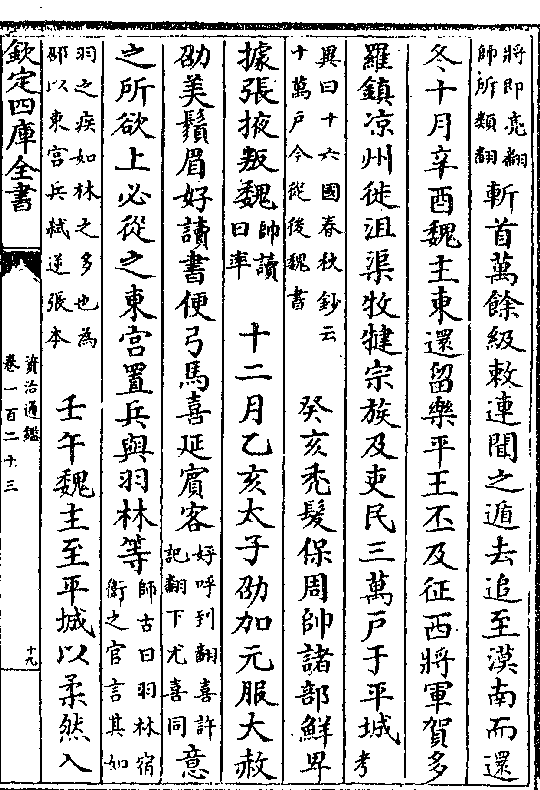 將即亮翻
帥所類翻
斬首萬餘級敕連聞之遁去追至漠南而還
冬十月辛酉魏主東還留樂平王丕及征西將軍賀多
羅鎮凉州徙沮渠牧犍宗族及吏民三萬戶于平城考
異曰十六國春秋鈔云
十萬戶今從後魏書
癸亥禿髮保周帥諸部鮮卑
據張掖叛魏帥讀
曰率
十二月乙亥太子劭加元服大赦
劭美鬚眉好讀書便弓馬喜延賓客好呼到翻喜許
記翻下尤喜同
意
之所欲上必從之東宫置兵與羽林等師古曰羽林宿
衛之官言其如
羽之疾如林之多也為
邵以東宫兵弑逆張本
壬午魏主至平城以柔然入
欽定四庫全書
資治通鑑
卷一百二十三
十九